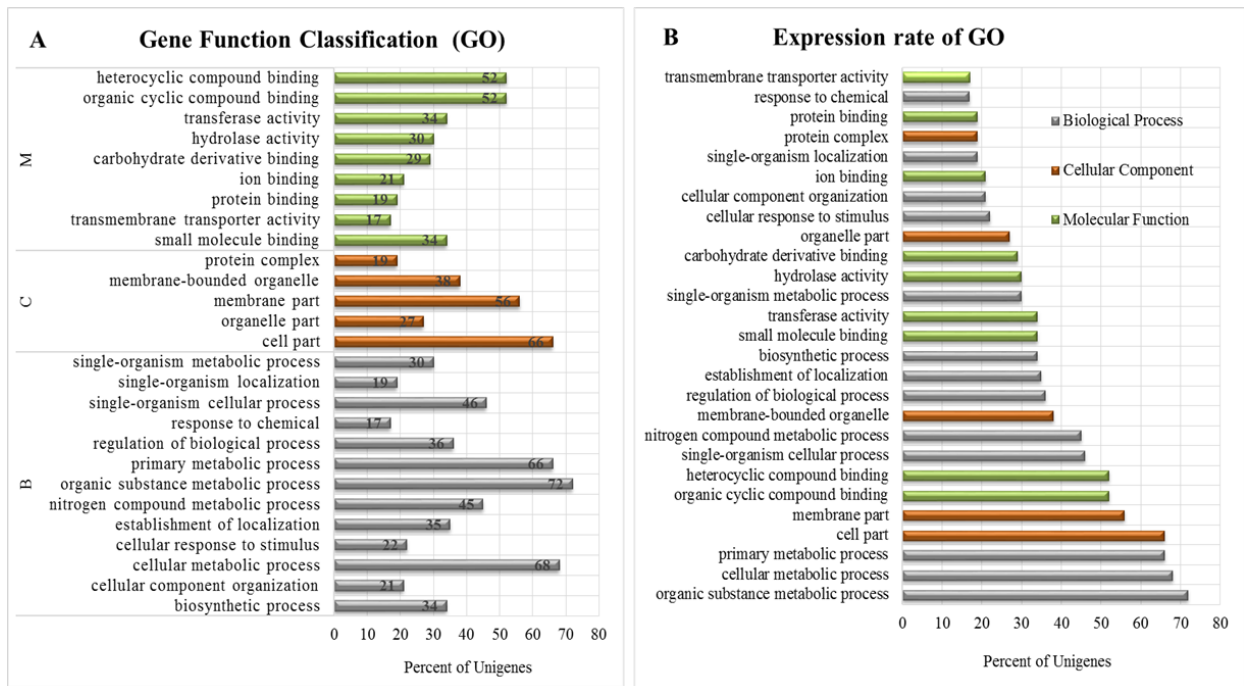 A Gene Function Classification (GO)
M
heterocyclic compound binding 52
organic cyclic compound binding 52
transferase activity 34
hydrolase activity 30
carbohydrate derivative binding 29
ion binding 21
protein binding 19
transmembrane transporter activity 17
small molecule binding 34
C
protein complex 19
membrane-bounded organelle 38
membrane part 56
organelle part 27
cell part 66
B
single-organism metabolic process 30
single-organism localization 19
single-organism cellular process 46
response to chemical 17
regulation of biological process 36
primary metabolic process 66
organic substance metabolic process 72
nitrogen compound metabolic process 45
establishment of localization 35
cellular response to stimulus 22
cellular metabolic process 68
cellular component organization 21
biosynthetic process 34
0 10 20 30 40 50 60 70 80
Percent of Unigenes
B Expression rate of GO
transmembrane transporter activity
response to chemical
protein binding
protein complex
single-organism localization
ion binding
cellular component organization
cellular response to stimulus
organelle part
carbohydrate derivative binding
hydrolase activity
single-organism metabolic process
transferase activity
small molecule binding
biosynthetic process
establishment of localization
regulation of biological process
membrane-bounded organelle
nitrogen compound metabolic process
single-organism cellular process
heterocyclic compound binding
organic cyclic compound binding
membrane part
cell part
primary metabolic process
cellular metabolic process
organic substance metabolic process
0 10 20 30 40 50 60 70 80
Percent of Unigenes
Biological Process
Cellular Component
Molecular Function